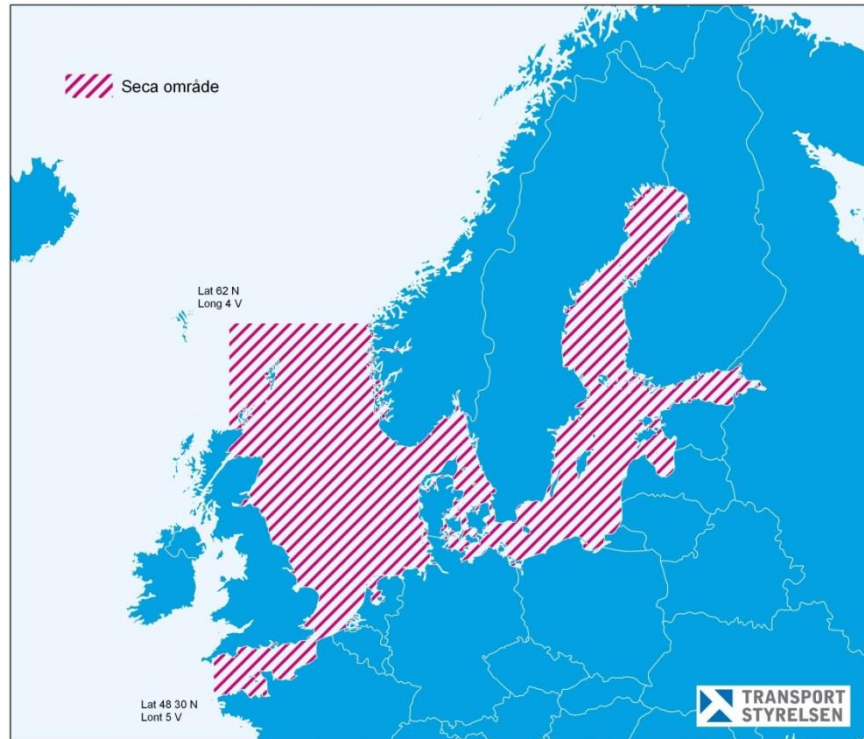 Seca område
Lat 62 N
Long 4 V
Lat 48 30 N
Lont 5 V
TRANSPORT
STYRELSEN